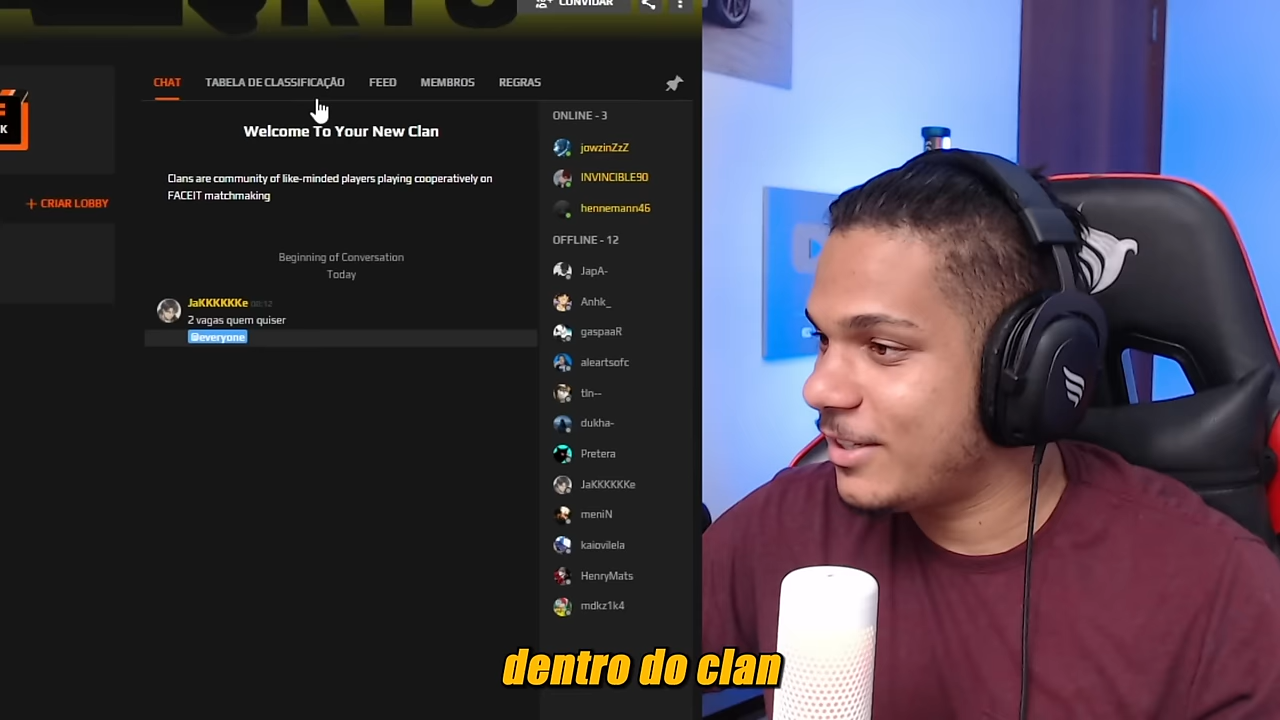 CONVIDAR
K
CHAT TABELA DE CLASSIFICAÇÃO FEED MEMBROS REGRAS
Welcome To Your New Clan
Clans are community of like-minded players playing cooperatively on
FACEIT matchmaking
+ CRIAR LOBBY
Beginning of Conversation
Today
JaKKKKKKe 00:12
2 vagas quem quiser
@everyone
ONLINE - 3
jowzinZzZ
INVINCIBLE90
hennemann46
OFFLINE - 12
JapA-
Anhk_
gaspaaR
aleartsofc
tln--
dukha-
Pretera
JaKKKKKKe
meniN
kaiovilela
HenryMats
mdkz1k4
dentro do clan